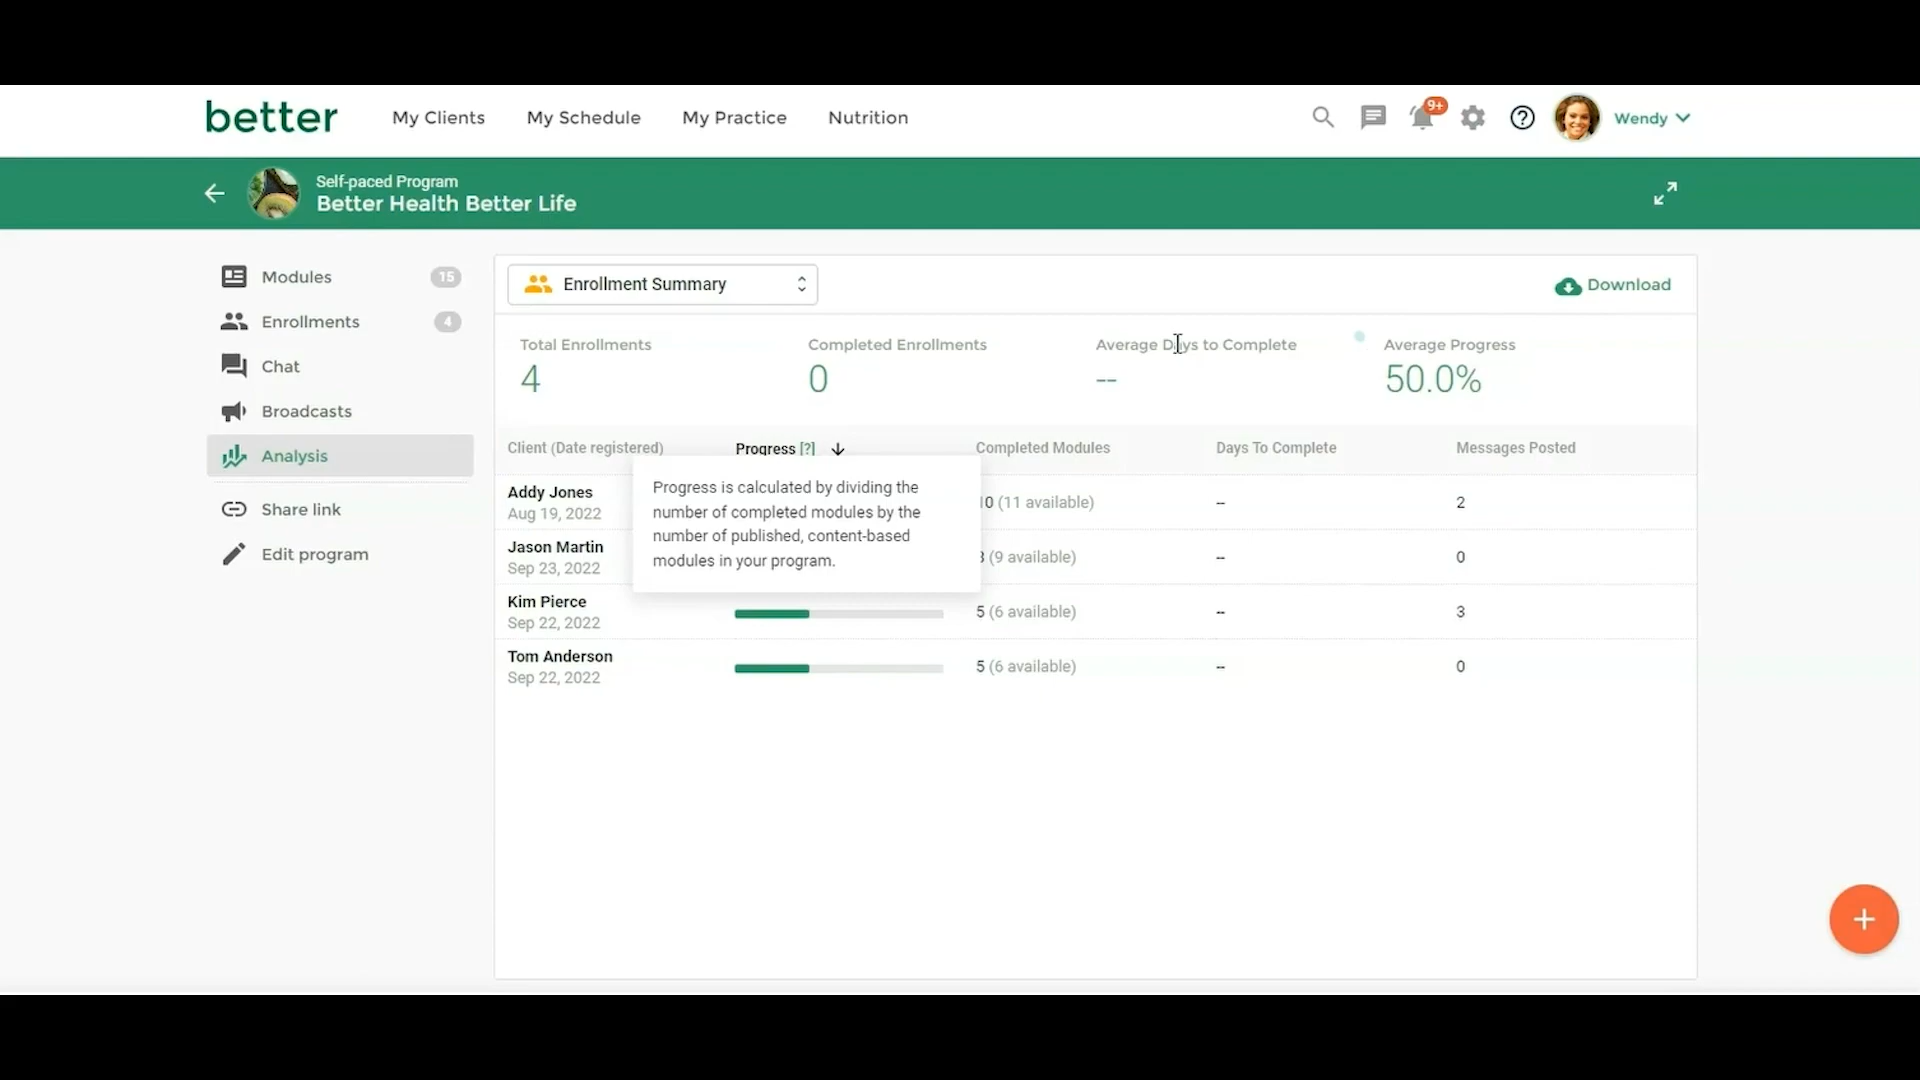 better
My Clients
My Schedule
My Practice
Nutrition
9+
Wendy
Self-paced Program
Better Health Better Life
Modules 15
Enrollments 4
Chat
Broadcasts
Analysis
Share link
Edit program
Enrollment Summary
Download
Total Enrollments
4
Completed Enrollments
0
Average Days to Complete
--
Average Progress
50.0%
Client (Date registered)
Progress [?]
Completed Modules
Days To Complete
Messages Posted
Progress is calculated by dividing the
number of completed modules by the
number of published, content-based
modules in your program.
Addy Jones
Aug 19, 2022
10 (11 available)
--
2
Jason Martin
Sep 23, 2022
(9 available)
--
0
Kim Pierce
Sep 22, 2022
5 (6 available)
--
3
Tom Anderson
Sep 22, 2022
5 (6 available)
--
0